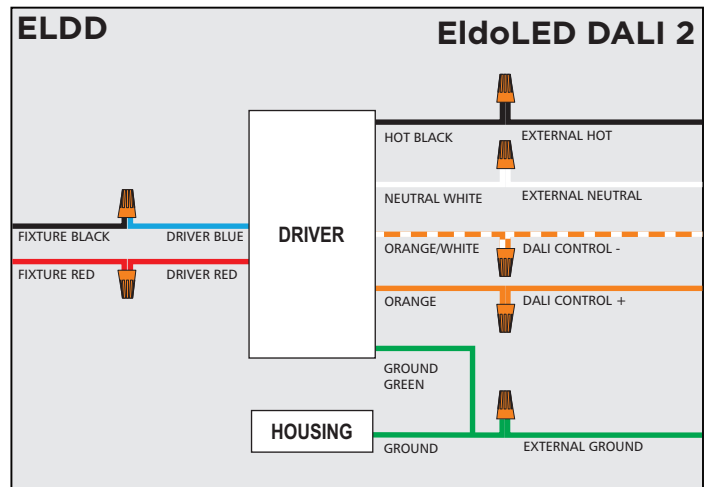 ELDD
EldoLED DALI 2
HOT BLACK
EXTERNAL HOT
NEUTRAL WHITE
EXTERNAL NEUTRAL
FIXTURE BLACK
DRIVER BLUE
DRIVER
ORANGE/WHITE
DALI CONTROL -
FIXTURE RED
DRIVER RED
ORANGE
DALI CONTROL +
GROUND
GREEN
HOUSING
GROUND
EXTERNAL GROUND